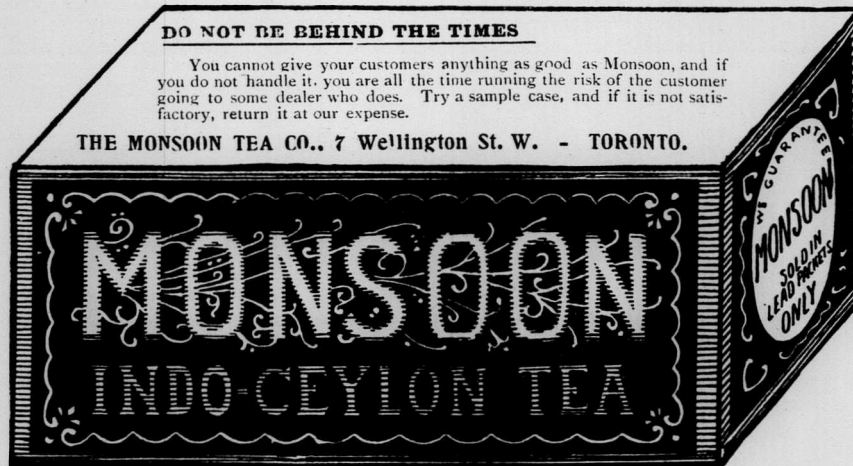 DO NOT BE BEHIND THE TIMES
You cannot give your customers anything as good as Monsoon, and if
you do not handle it, you are all the time running the risk of the customer
going to some dealer who does. Try a sample case, and if it is not satis-
factory, return it at our expense.
THE MONSOON TEA CO., 7 Wellington St. W. - TORONTO.
MONSOON
INDO-CEYLON TEA
WE GUARANTEE
MONSOON
SOLD IN
LEAD PACKETS
ONLY